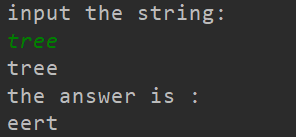 input the string:
tree
tree
the answer is :
eert